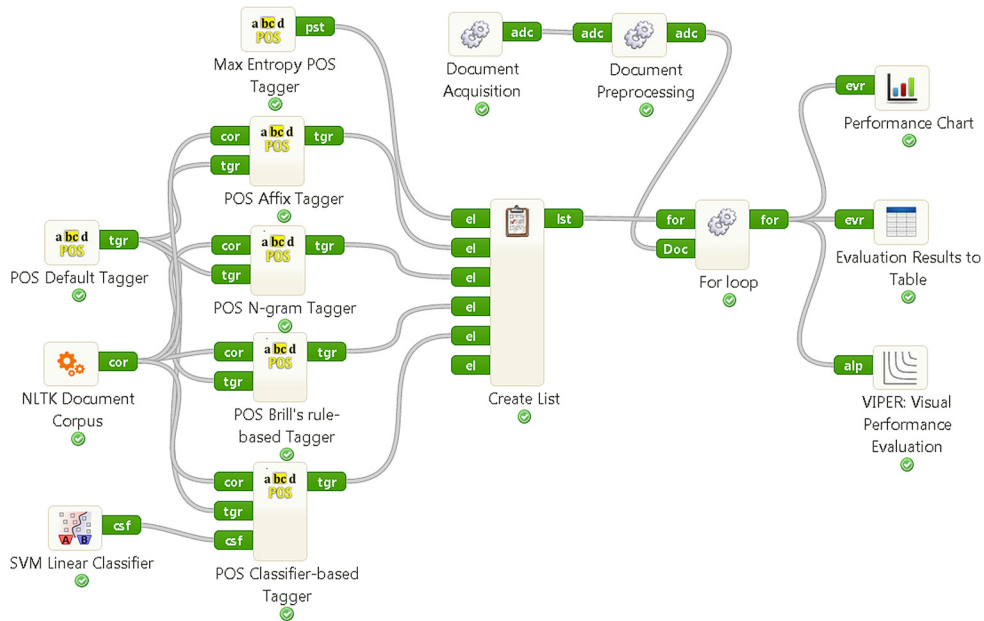 abcd
POS
pst
Max Entropy POS
Tagger
adc
Document
Acquisition
adc
adc
Document
Preprocessing
evr
Performance Chart
cor
tgr
abcd
POS
tgr
POS Affix Tagger
abcd
POS
tgr
POS Default Tagger
cor
tgr
abcd
POS
tgr
POS N-gram Tagger
el
el
el
el
el
el
lst
Create List
for
Doc
for
For loop
evr
Evaluation Results to
Table
cor
NLTK Document
Corpus
cor
tgr
abcd
POS
tgr
POS Brill's rule-
based Tagger
alp
VIPER: Visual
Performance
Evaluation
A B
csf
SVM Linear Classifier
cor
tgr
csf
abcd
POS
tgr
POS Classifier-based
Tagger